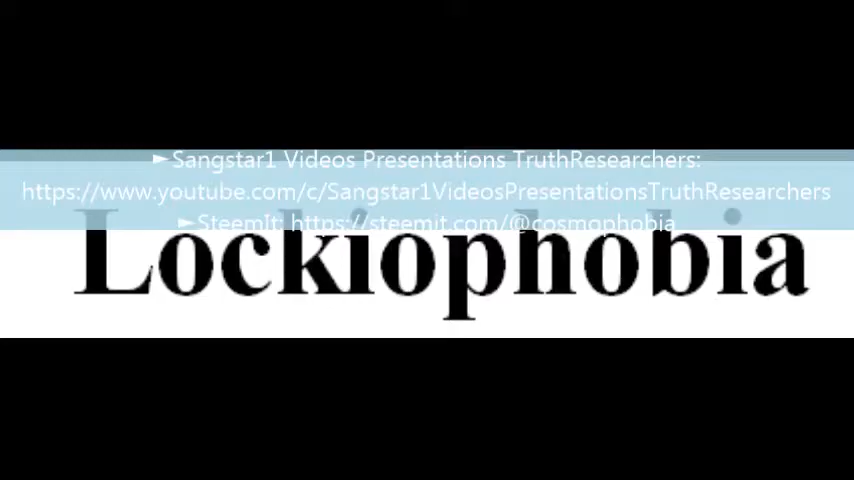 ►Sangstar1 Videos Presentations TruthResearchers:
https://www.youtube.com/c/Sangstar1VideosPresentationsTruthResearchers
►SteemIt: https://steemit.com/@cosmophobia
Lockiophobia